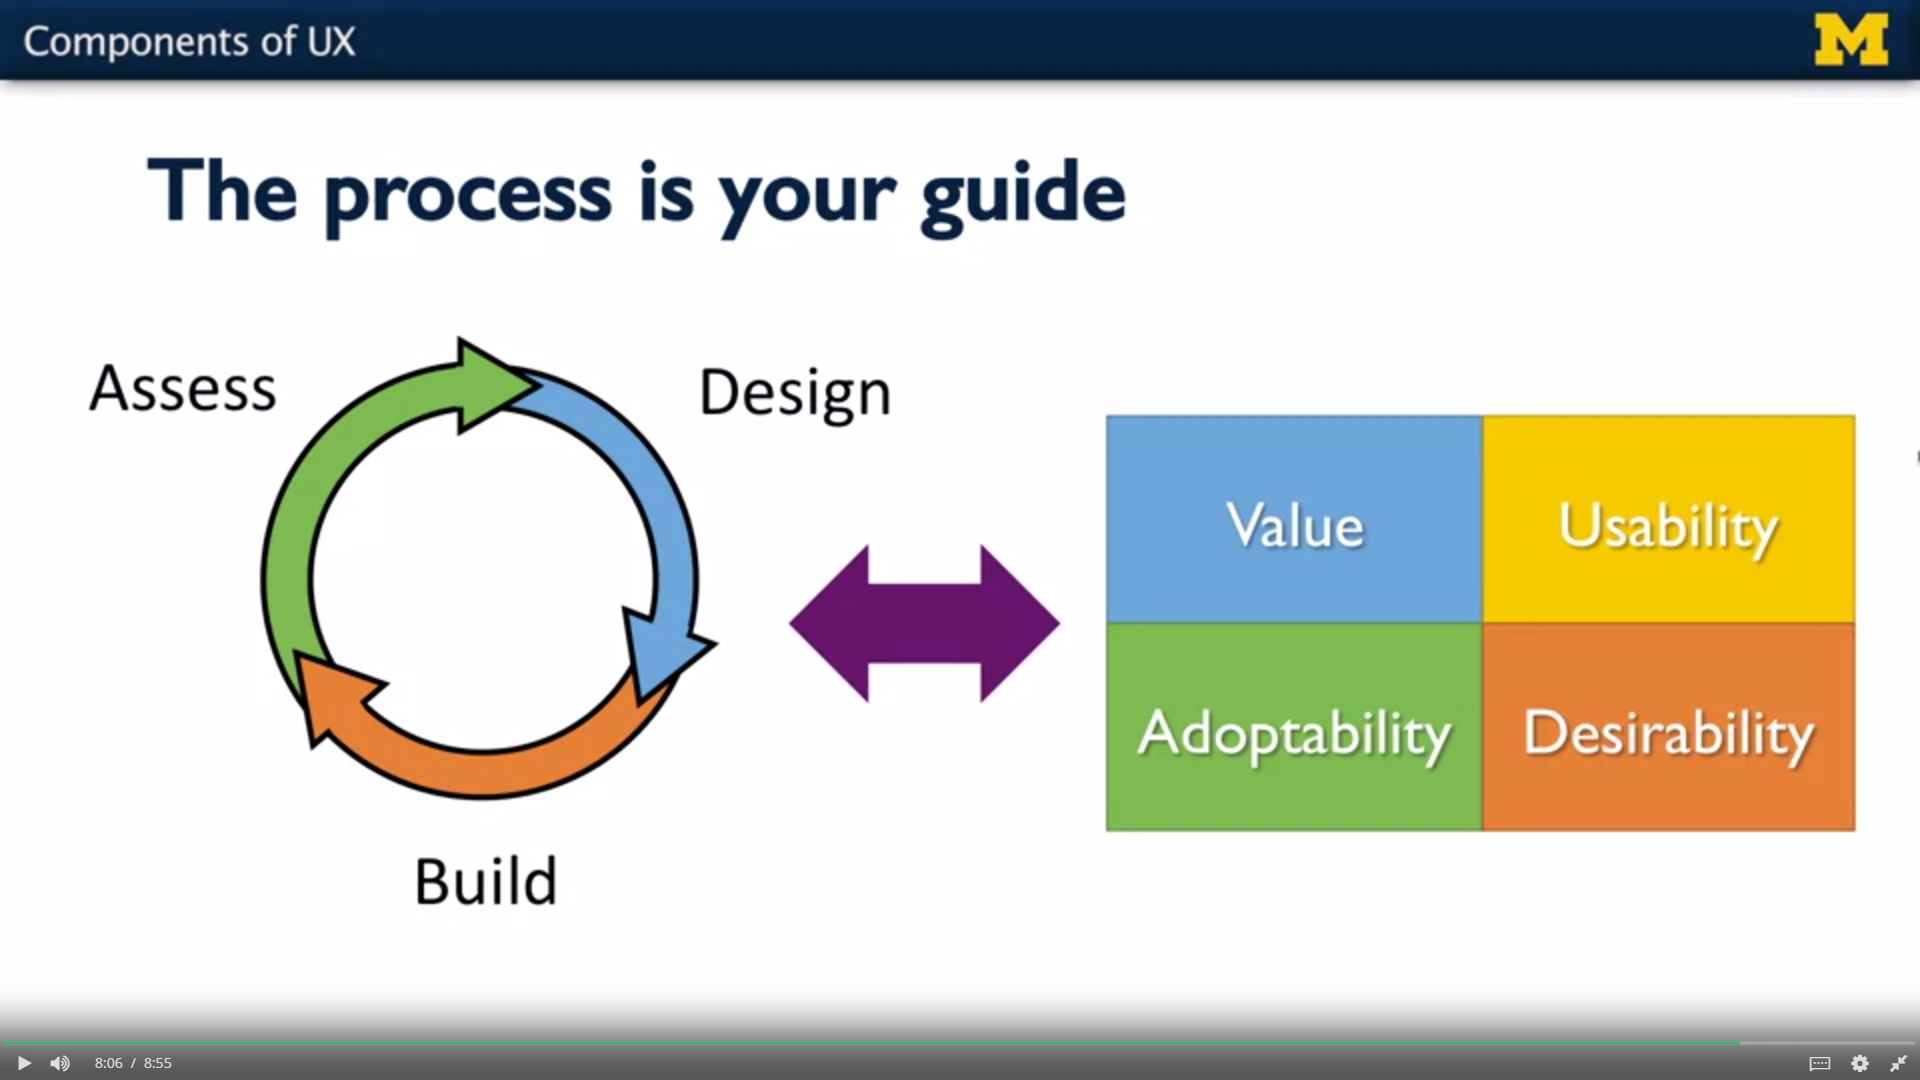 Components of UX
M
The process is your guide
Assess
Design
Value
Usability
Adoptability
Desirability
Build
8:06 / 8:55